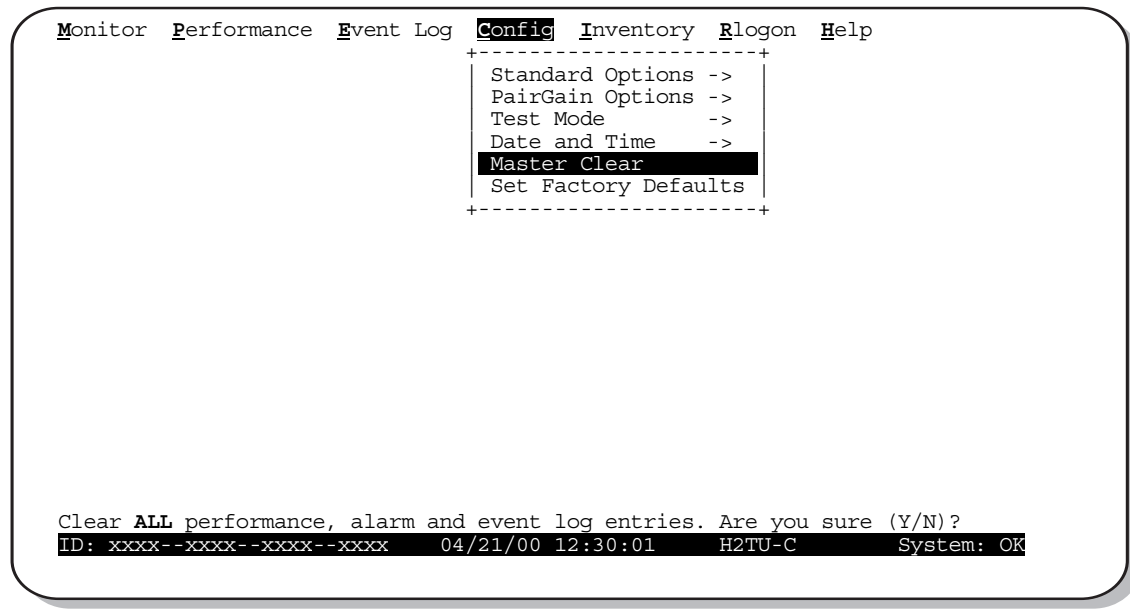 Monitor Performance Event Log Config Inventory Rlogon Help
+----------------------+
| Standard Options -> |
| PairGain Options -> |
| Test Mode -> |
| Date and Time -> |
| Master Clear |
| Set Factory Defaults |
+----------------------+
Clear ALL performance, alarm and event log entries. Are you sure (Y/N)?
ID: xxxx--xxxx--xxxx--xxxx 04/21/00 12:30:01 H2TU-C System: OK